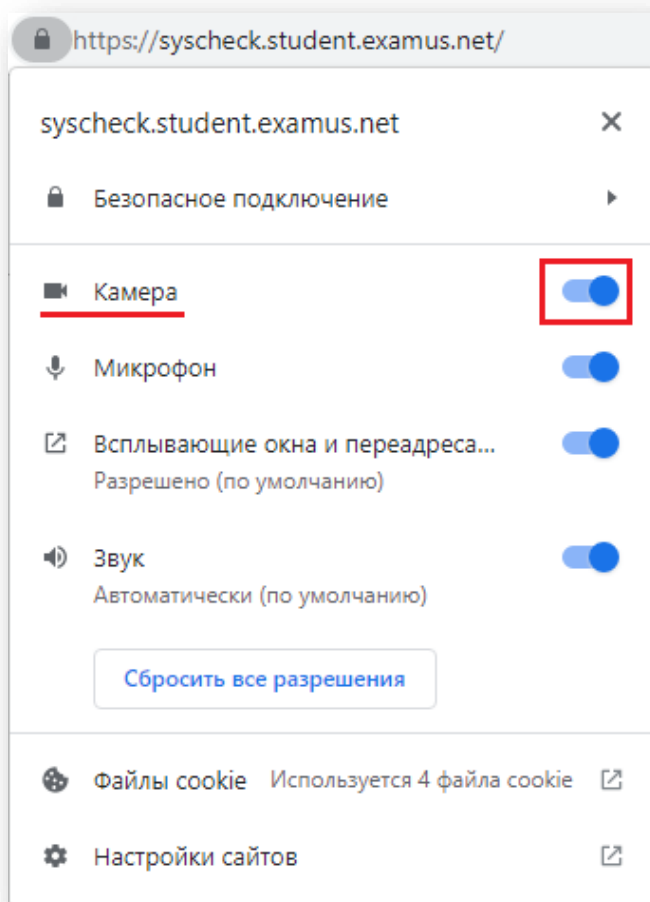 https://syscheck.student.examus.net/
syscheck.student.examus.net
Безопасное подключение
Камера
Микрофон
Всплывающие окна и переадреса...
Разрешено (по умолчанию)
Звук
Автоматически (по умолчанию)
Сбросить все разрешения
Файлы cookie Используется 4 файла cookie
Настройки сайтов